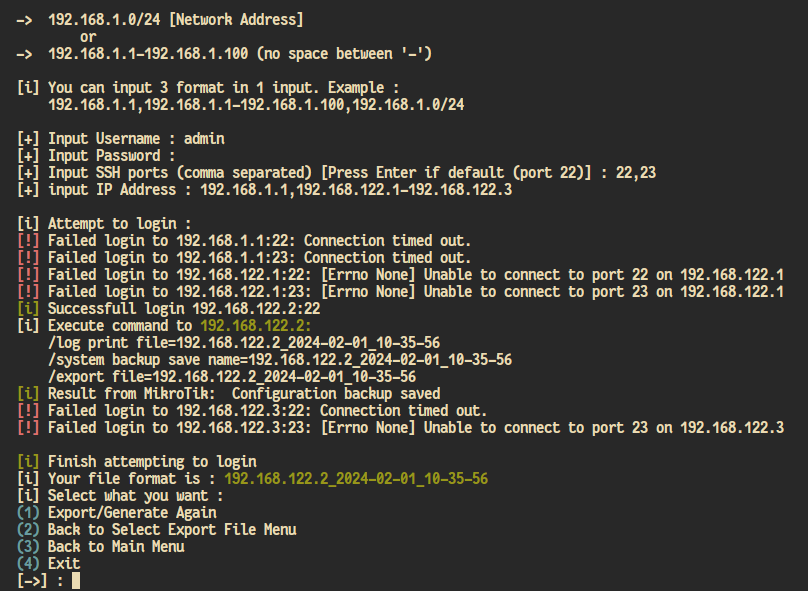 -> 192.168.1.0/24 [Network Address]
or
-> 192.168.1.1-192.168.1.100 (no space between '-')
[i] You can input 3 format in 1 input. Example :
192.168.1.1,192.168.1.1-192.168.1.100,192.168.1.0/24
[+] Input Username : admin
[+] Input Password :
[+] Input SSH ports (comma separated) [Press Enter if default (port 22)] : 22,23
[+] input IP Address : 192.168.1.1,192.168.122.1-192.168.122.3
[i] Attempt to login :
[!] Failed login to 192.168.1.1:22: Connection timed out.
[!] Failed login to 192.168.1.1:23: Connection timed out.
[!] Failed login to 192.168.122.1:22: [Errno None] Unable to connect to port 22 on 192.168.122.1
[!] Failed login to 192.168.122.1:23: [Errno None] Unable to connect to port 23 on 192.168.122.1
[i] Successfull login 192.168.122.2:22
[i] Execute command to 192.168.122.2:
/log print file=192.168.122.2_2024-02-01_10-35-56
/system backup save name=192.168.122.2_2024-02-01_10-35-56
/export file=192.168.122.2_2024-02-01_10-35-56
[i] Result from MikroTik:  Configuration backup saved
[!] Failed login to 192.168.122.3:22: Connection timed out.
[!] Failed login to 192.168.122.3:23: [Errno None] Unable to connect to port 23 on 192.168.122.3
[i] Finish attempting to login
[i] Your file format is : 192.168.122.2_2024-02-01_10-35-56
[i] Select what you want :
(1) Export/Generate Again
(2) Back to Select Export File Menu
(3) Back to Main Menu
(4) Exit
[->] :